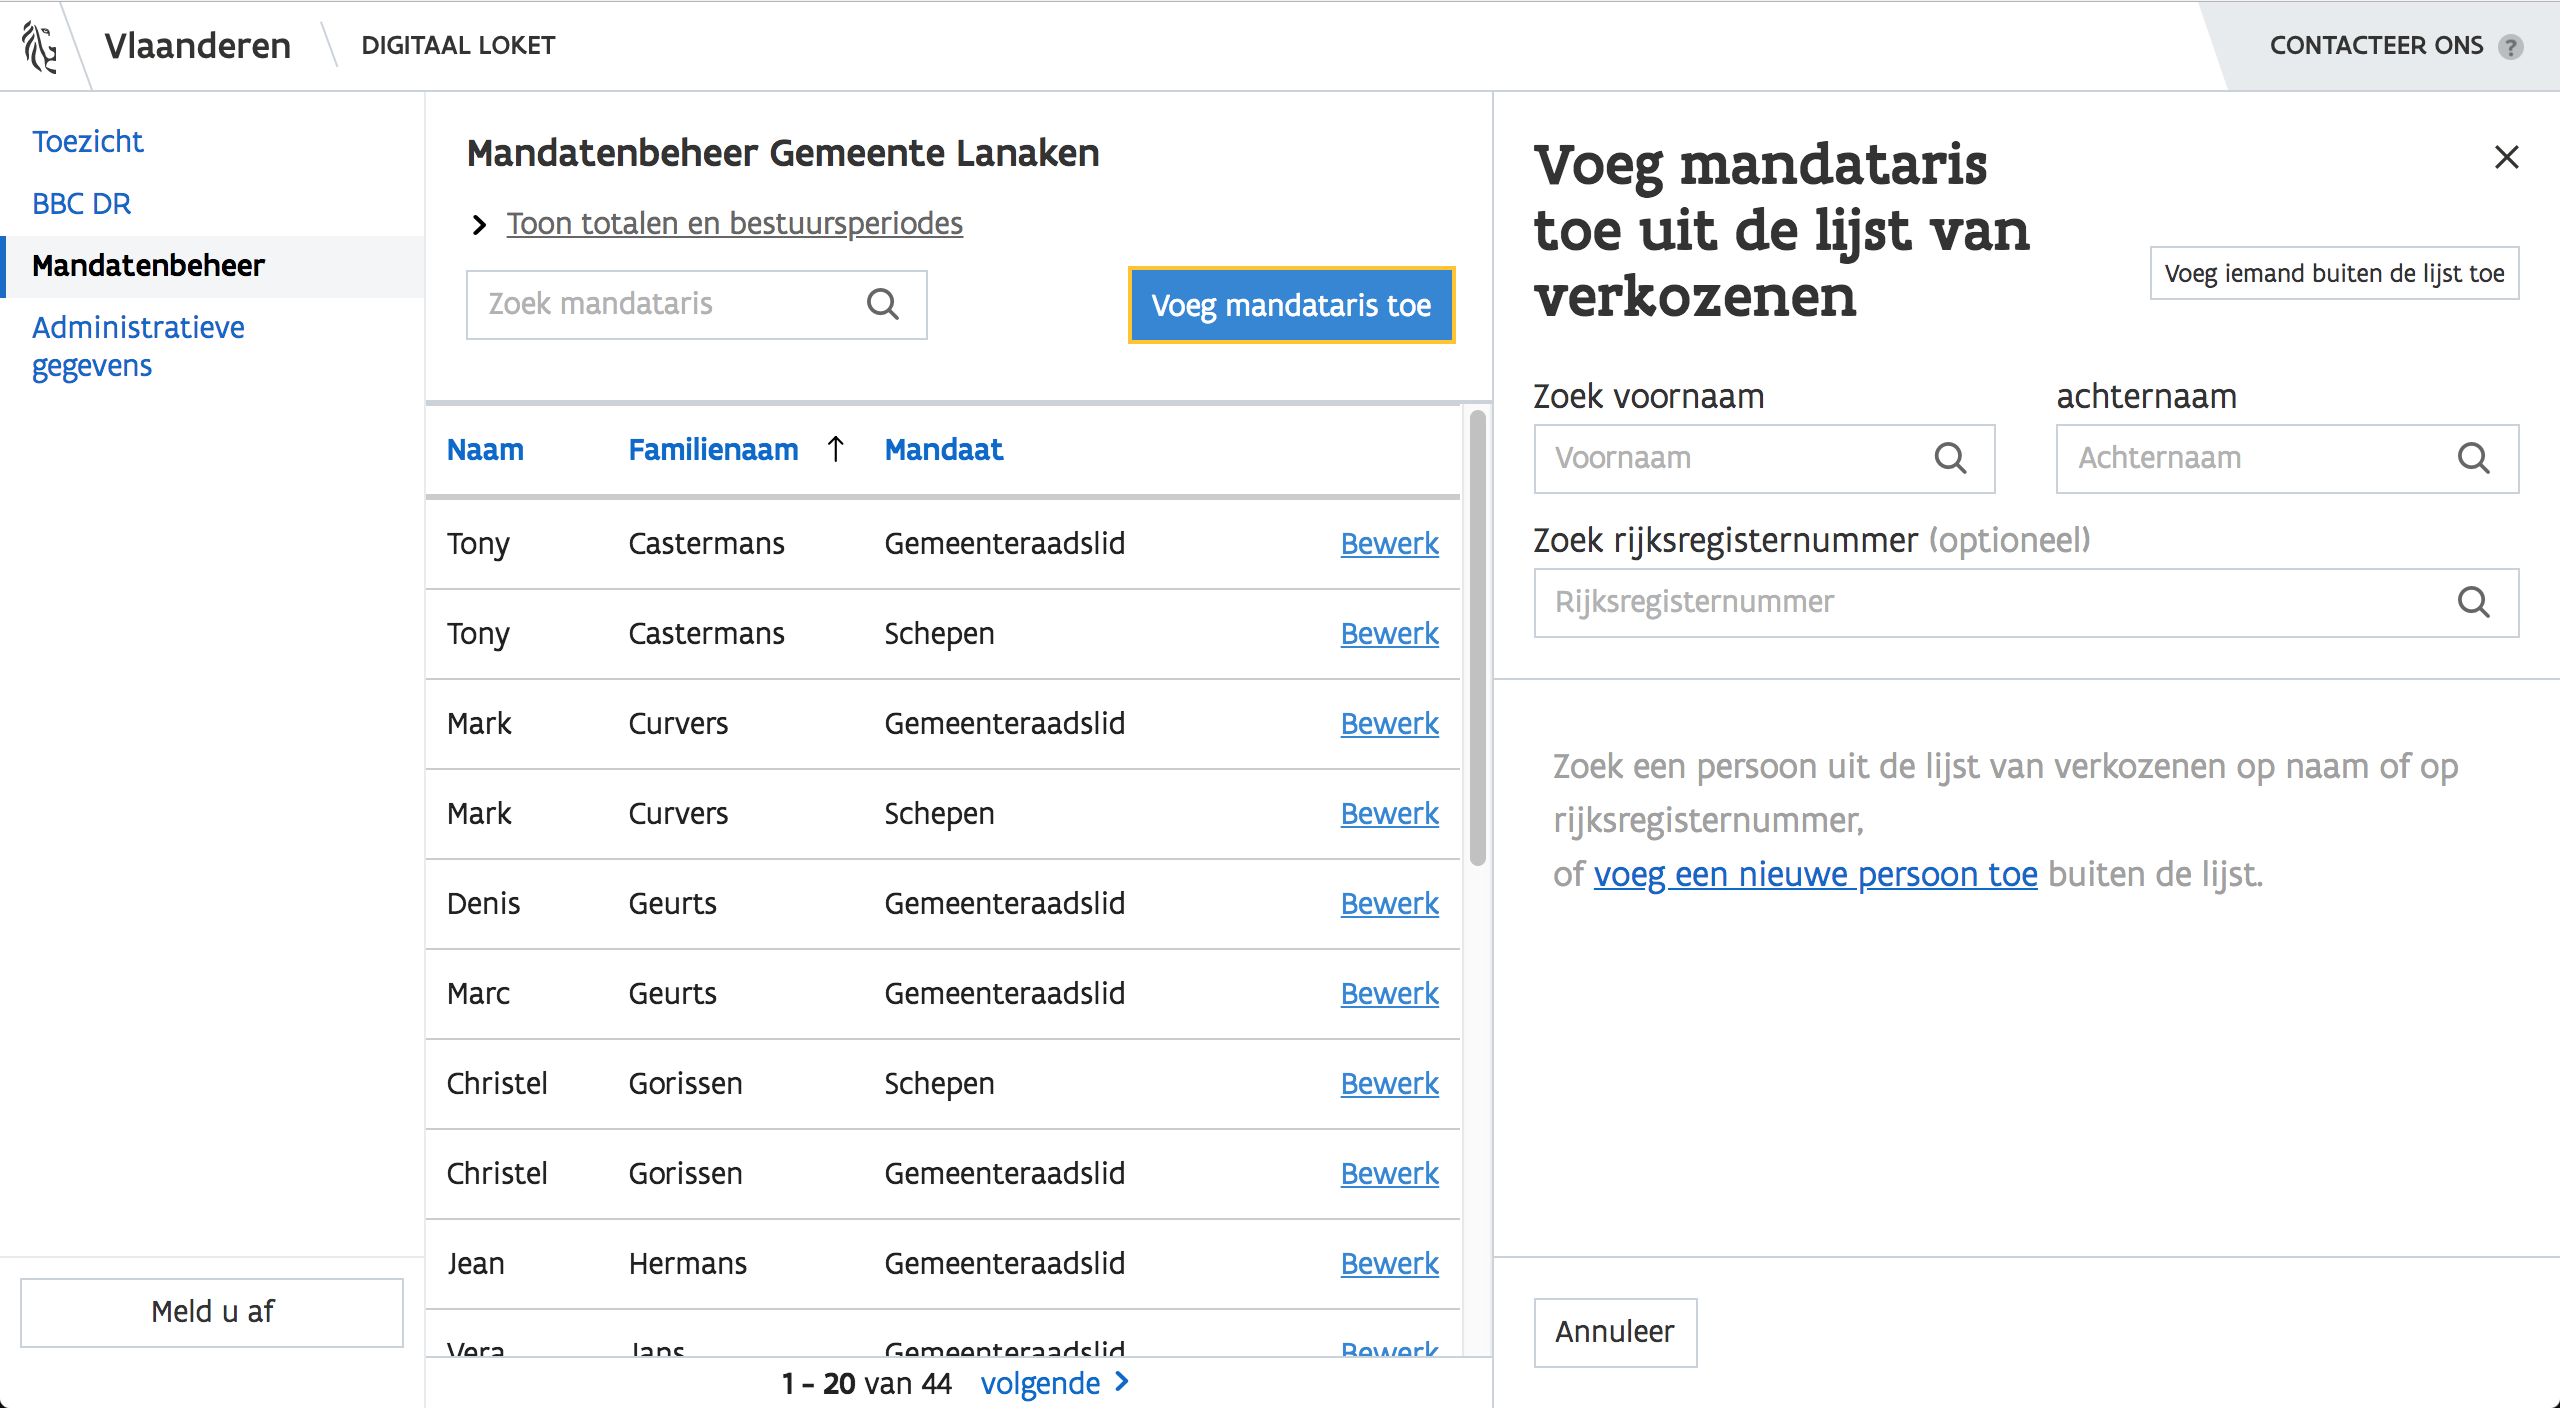 Vlaanderen
DIGITAAL LOKET
CONTACTEER ONS ?
Toezicht
BBC DR
Mandatenbeheer
Administratieve
gegevens
Meld u af
Mandatenbeheer Gemeente Lanaken
Toon totalen en bestuursperiodes
Zoek mandataris
Voeg mandataris toe
Naam Familienaam ↑ Mandaat
Tony Castermans Gemeenteraadslid Bewerk
Tony Castermans Schepen Bewerk
Mark Curvers Gemeenteraadslid Bewerk
Mark Curvers Schepen Bewerk
Denis Geurts Gemeenteraadslid Bewerk
Marc Geurts Gemeenteraadslid Bewerk
Christel Gorissen Schepen Bewerk
Christel Gorissen Gemeenteraadslid Bewerk
Jean Hermans Gemeenteraadslid Bewerk
Vera Jans Gemeenteraadslid Bewerk
1 - 20 van 44 volgende
Voeg mandataris
toe uit de lijst van
verkozenen
Voeg iemand buiten de lijst toe
Zoek voornaam
Voornaam
achternaam
Achternaam
Zoek rijksregisternummer (optioneel)
Rijksregisternummer
Zoek een persoon uit de lijst van verkozenen op naam of op
rijksregisternummer,
of voeg een nieuwe persoon toe buiten de lijst.
Annuleer